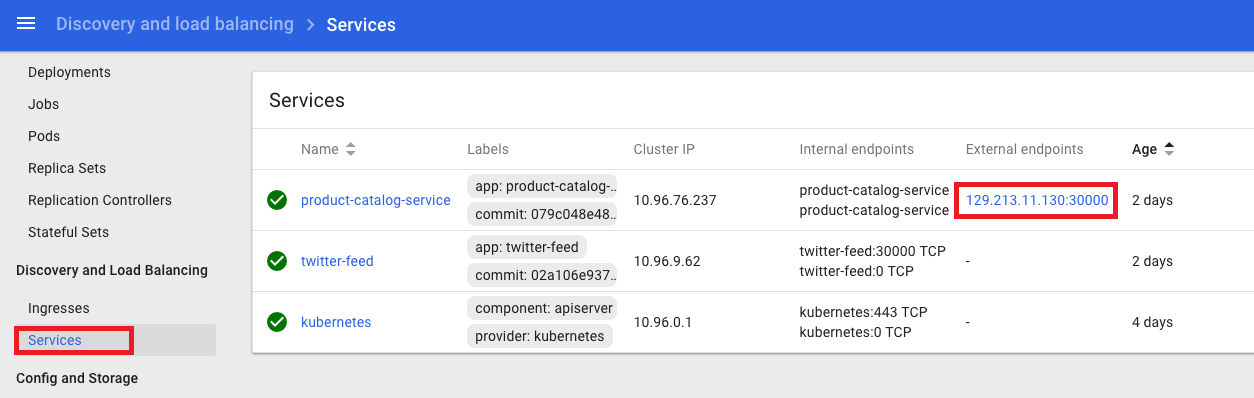 Discovery and load balancing > Services
Deployments
Jobs
Pods
Replica Sets
Replication Controllers
Stateful Sets
Discovery and Load Balancing
Ingresses
Services
Config and Storage
Services
Name Labels Cluster IP Internal endpoints External endpoints Age
product-catalog-service app: product-catalog-.. 10.96.76.237 product-catalog-service 129.213.11.130:30000 2 days
commit: 079c048e48.. product-catalog-service
twitter-feed app: twitter-feed 10.96.9.62 twitter-feed:30000 TCP - 2 days
commit: 02a106e937.. twitter-feed:0 TCP
kubernetes component: apiserver 10.96.0.1 kubernetes:443 TCP - 4 days
provider: kubernetes kubernetes:0 TCP